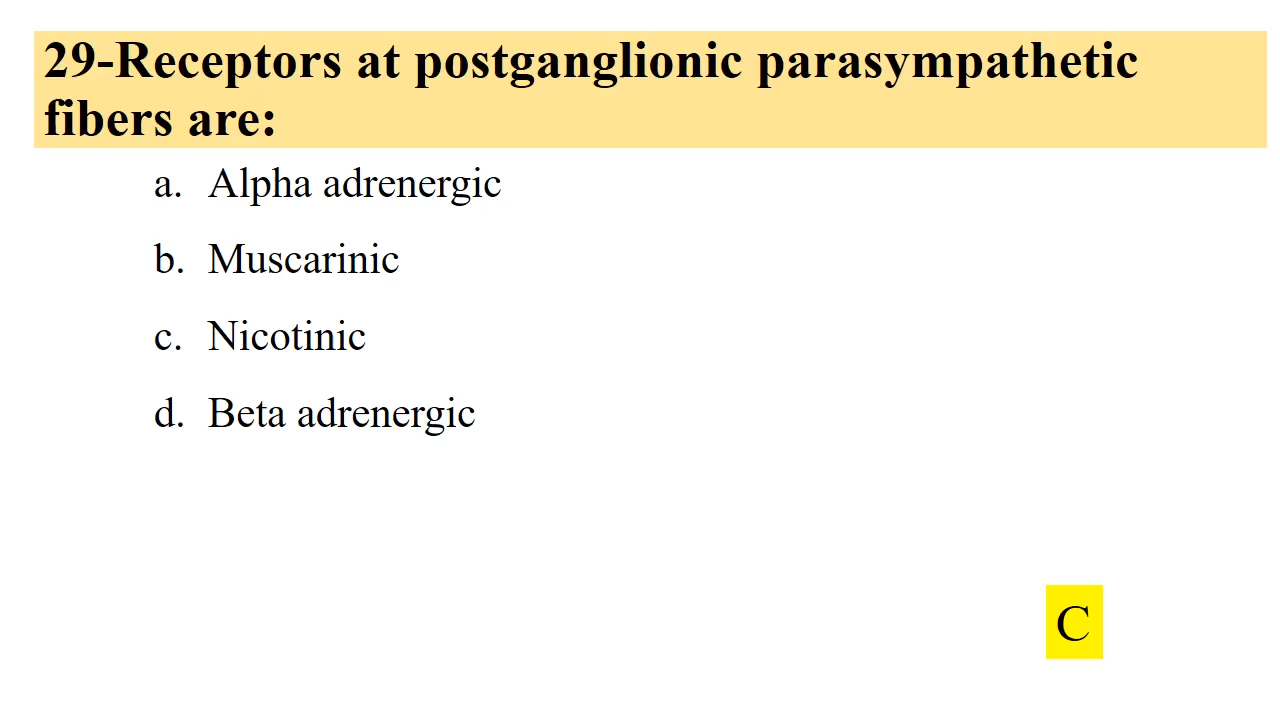 29-Receptors at postganglionic parasympathetic
fibers are:
a. Alpha adrenergic
b. Muscarinic
c. Nicotinic
d. Beta adrenergic
C